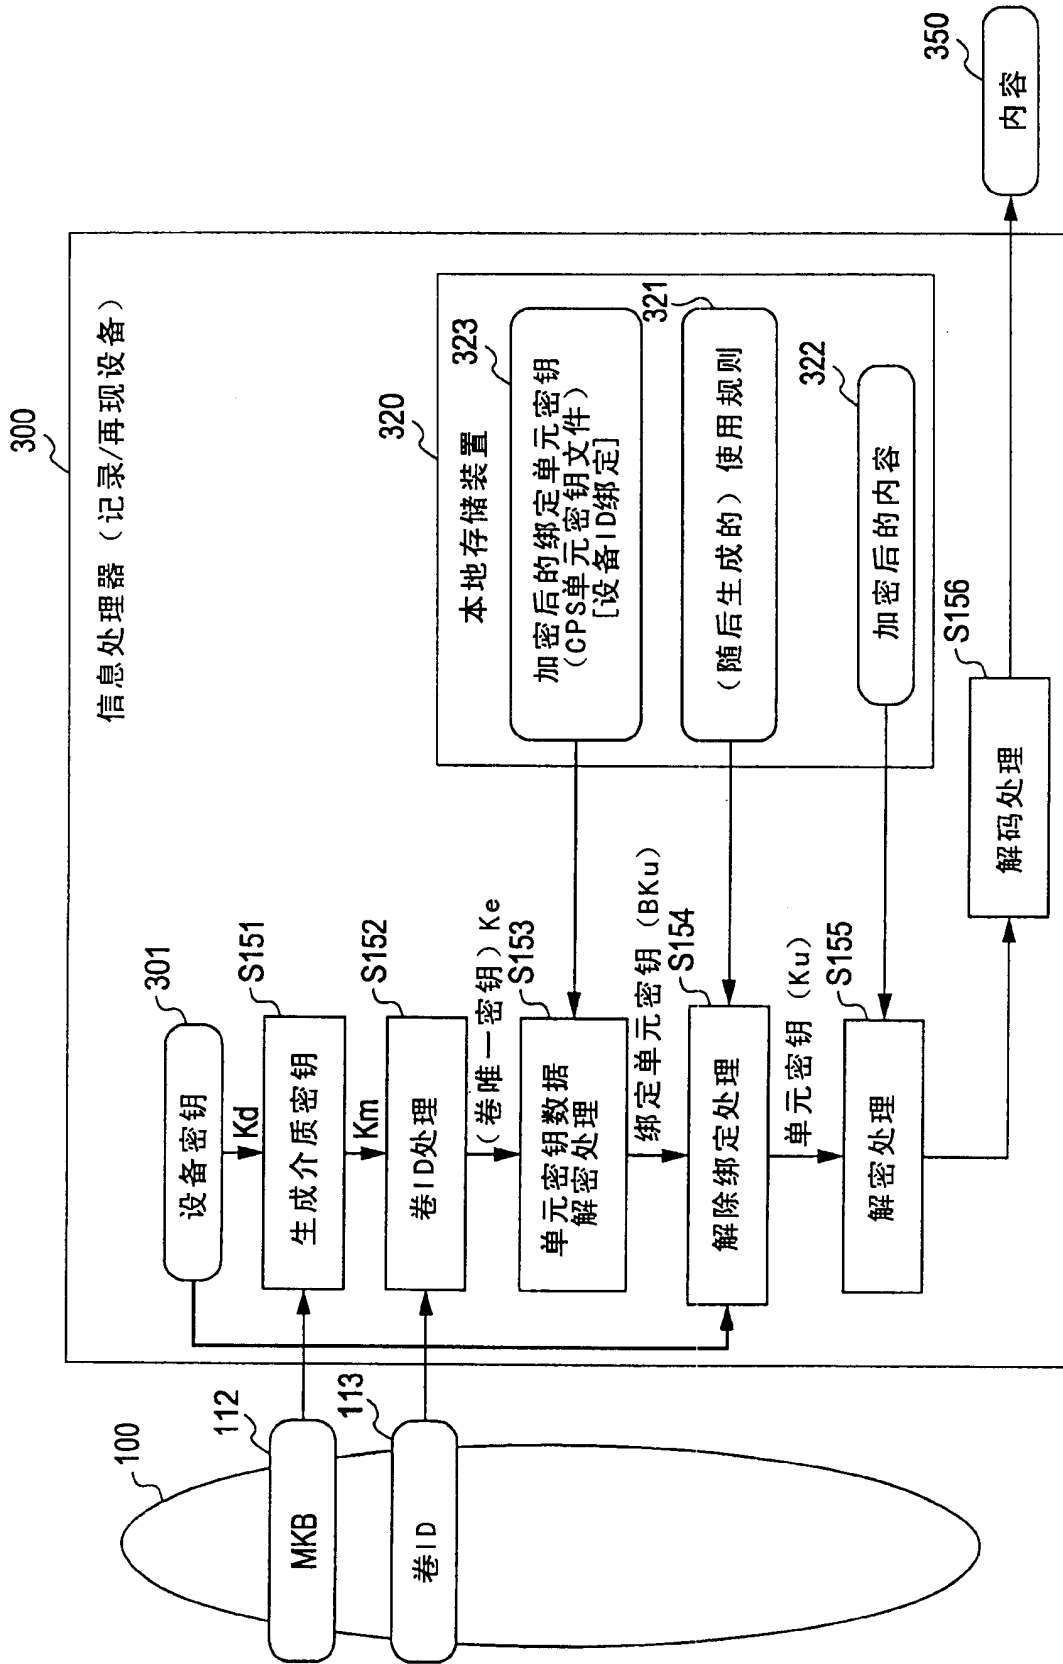 300
信息处理器（记录/再现设备）
100
112
MKB
113
卷ID
301
设备密钥
Kd
S151
生成介质密钥
Km
S152
卷ID处理
（卷唯一密钥）Ke
S153
单元密钥数据
解密处理
绑定单元密钥（BKu）
S154
解除绑定处理
单元密钥（Ku）
S155
解密处理
320
本地存储装置
323
加密后的绑定单元密钥
（CPS单元密钥文件）
[设备ID绑定]
321
（随后生成的）使用规则
322
加密后的内容
S156
解码处理
350
内容